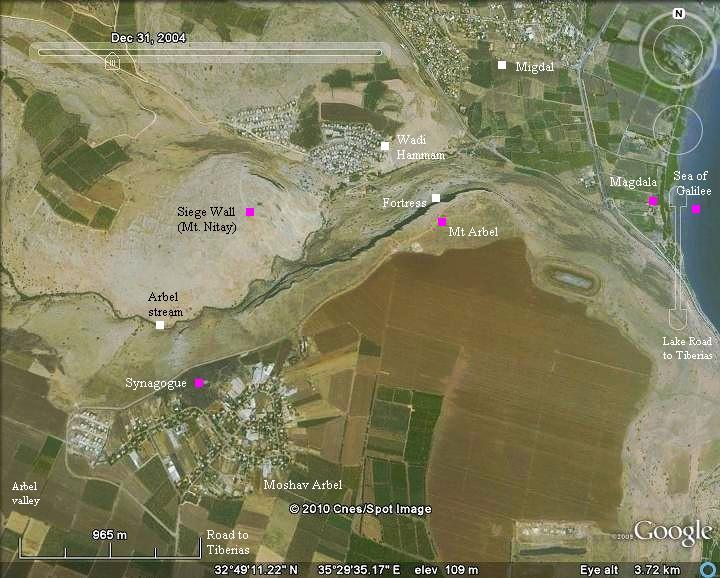 N
Dec 31, 2004
Migdal
Wadi
Hammam
Sea of
Galilee
Magdala
Fortress
Siege Wall
(Mt. Nitay)
Mt Arbel
Arbel
stream
Lake Road
to Tiberias
Synagogue
Moshav Arbel
Arbel
valley
© 2010 Cnes/Spot Image
965 m
Road to
Tiberias
Google
32°49'11.22" N 35°29'35.17" E elev 109 m Eye alt 3.72 km